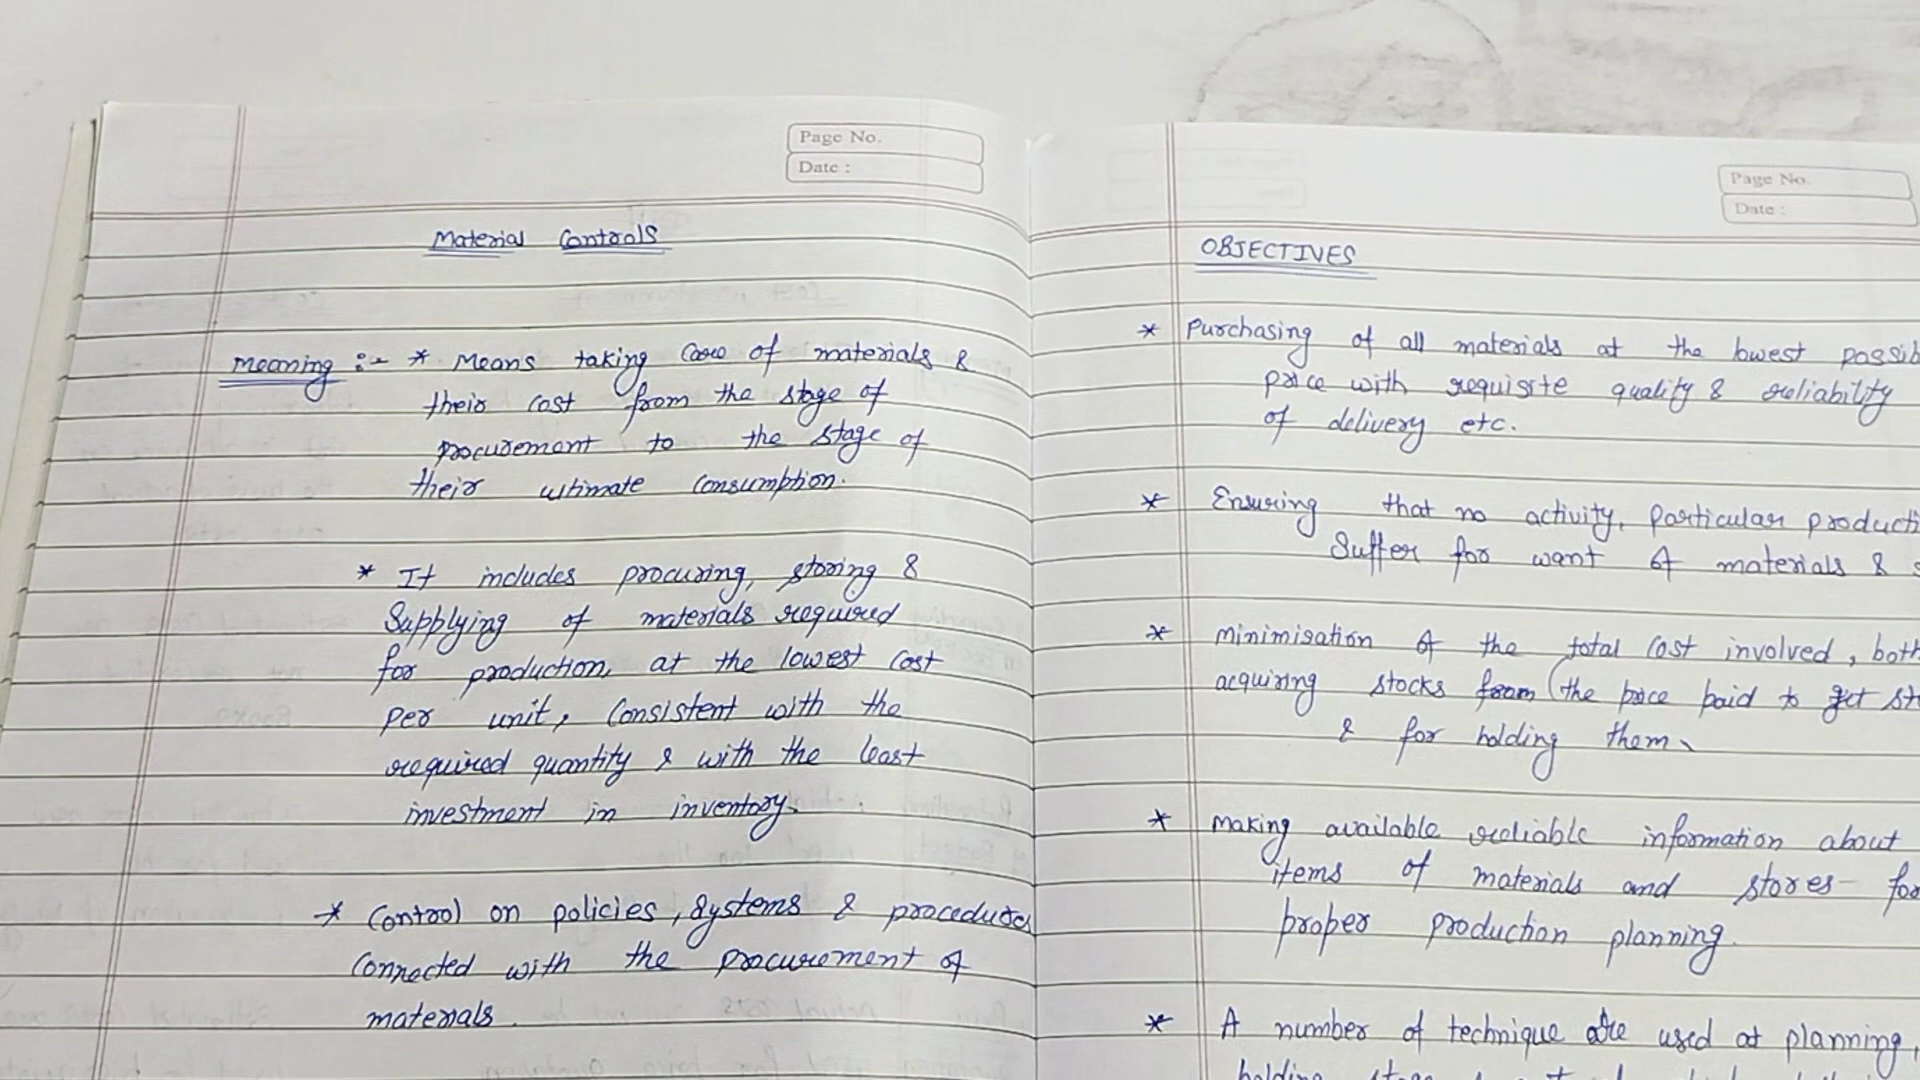 Page No.
Date :
Material Controls
Meaning :- * Means taking Care of materials &
their cost from the stage of
procurement to the stage of
their ultimate consumption.
* It includes procuring, storing &
Supplying of materials required
for production, at the lowest cost
per unit, Consistent with the
required quantity & with the least
investment in inventory.
* Control on policies, systems & procedures
Connected with the procurement of
materials.
Page No.
Date :
OBJECTIVES
* Purchasing of all materials at the lowest possib
price with requisite quality & reliability
of delivery etc.
* Ensuring that no activity, particular producti
Suffer for want of materials & s
* minimisation of the total cost involved, both
acquiring stocks from (the price paid to get st
& for holding them.
* Making available reliable information about
items of materials and stores for
proper production planning.
* A number of technique are used at planning,
holding